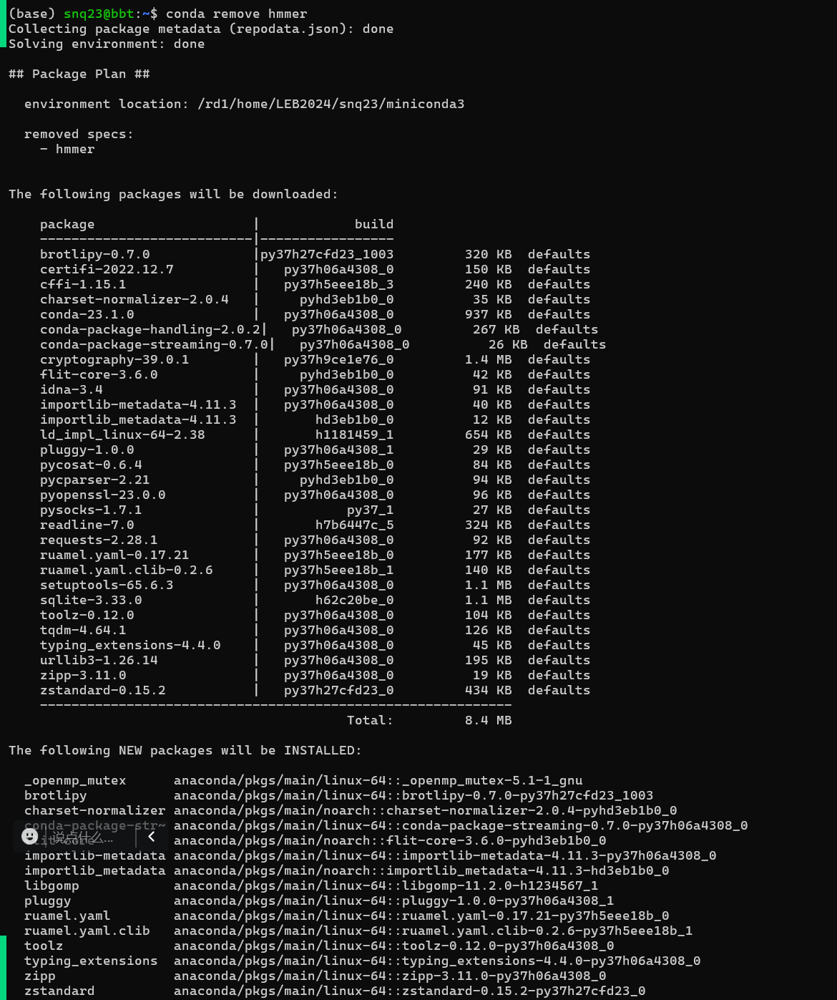 (base) snq23@bbt:~$ conda remove hmmer
Collecting package metadata (repodata.json): done
Solving environment: done
## Package Plan ##
environment location: /rd1/home/LEB2024/snq23/miniconda3
removed specs:
- hmmer
The following packages will be downloaded:
package | build
---------------------------|-----------------
brotlipy-0.7.0 |py37h27cfd23_1003 320 KB defaults
certifi-2022.12.7 | py37h06a4308_0 150 KB defaults
cffi-1.15.1 | py37h5eee18b_3 240 KB defaults
charset-normalizer-2.0.4 | pyhd3eb1b0_0 35 KB defaults
conda-23.1.0 | py37h06a4308_0 937 KB defaults
conda-package-handling-2.0.2| py37h06a4308_0 267 KB defaults
conda-package-streaming-0.7.0| py37h06a4308_0 26 KB defaults
cryptography-39.0.1 | py37h9ce1e76_0 1.4 MB defaults
flit-core-3.6.0 | pyhd3eb1b0_0 42 KB defaults
idna-3.4 | py37h06a4308_0 91 KB defaults
importlib-metadata-4.11.3 | py37h06a4308_0 40 KB defaults
importlib_metadata-4.11.3 | hd3eb1b0_0 12 KB defaults
ld_impl_linux-64-2.38 | h1181459_1 654 KB defaults
pluggy-1.0.0 | py37h06a4308_1 29 KB defaults
pycosat-0.6.4 | py37h5eee18b_0 84 KB defaults
pycparser-2.21 | pyhd3eb1b0_0 94 KB defaults
pyopenssl-23.0.0 | py37h06a4308_0 96 KB defaults
pysocks-1.7.1 | py37_1 27 KB defaults
readline-7.0 | h7b6447c_5 324 KB defaults
requests-2.28.1 | py37h06a4308_0 92 KB defaults
ruamel.yaml-0.17.21 | py37h5eee18b_0 177 KB defaults
ruamel.yaml.clib-0.2.6 | py37h5eee18b_1 140 KB defaults
setuptools-65.6.3 | py37h06a4308_0 1.1 MB defaults
sqlite-3.33.0 | h62c20be_0 1.1 MB defaults
toolz-0.12.0 | py37h06a4308_0 104 KB defaults
tqdm-4.64.1 | py37h06a4308_0 126 KB defaults
typing_extensions-4.4.0 | py37h06a4308_0 45 KB defaults
urllib3-1.26.14 | py37h06a4308_0 195 KB defaults
zipp-3.11.0 | py37h06a4308_0 19 KB defaults
zstandard-0.15.2 | py37h27cfd23_0 434 KB defaults
------------------------------------------------------------
Total: 8.4 MB
The following NEW packages will be INSTALLED:
_openmp_mutex anaconda/pkgs/main/linux-64::_openmp_mutex-5.1-1_gnu
brotlipy anaconda/pkgs/main/linux-64::brotlipy-0.7.0-py37h27cfd23_1003
charset-normalizer anaconda/pkgs/main/noarch::charset-normalizer-2.0.4-pyhd3eb1b0_0
conda-package-str~ anaconda/pkgs/main/linux-64::conda-package-streaming-0.7.0-py37h06a4308_0
说点什么...
flit-core anaconda/pkgs/main/noarch::flit-core-3.6.0-pyhd3eb1b0_0
importlib-metadata anaconda/pkgs/main/linux-64::importlib-metadata-4.11.3-py37h06a4308_0
importlib_metadata anaconda/pkgs/main/noarch::importlib_metadata-4.11.3-hd3eb1b0_0
libgomp anaconda/pkgs/main/linux-64::libgomp-11.2.0-h1234567_1
pluggy anaconda/pkgs/main/linux-64::pluggy-1.0.0-py37h06a4308_1
ruamel.yaml anaconda/pkgs/main/linux-64::ruamel.yaml-0.17.21-py37h5eee18b_0
ruamel.yaml.clib anaconda/pkgs/main/linux-64::ruamel.yaml.clib-0.2.6-py37h5eee18b_1
toolz anaconda/pkgs/main/linux-64::toolz-0.12.0-py37h06a4308_0
typing_extensions anaconda/pkgs/main/linux-64::typing_extensions-4.4.0-py37h06a4308_0
zipp anaconda/pkgs/main/linux-64::zipp-3.11.0-py37h06a4308_0
zstandard anaconda/pkgs/main/linux-64::zstandard-0.15.2-py37h27cfd23_0